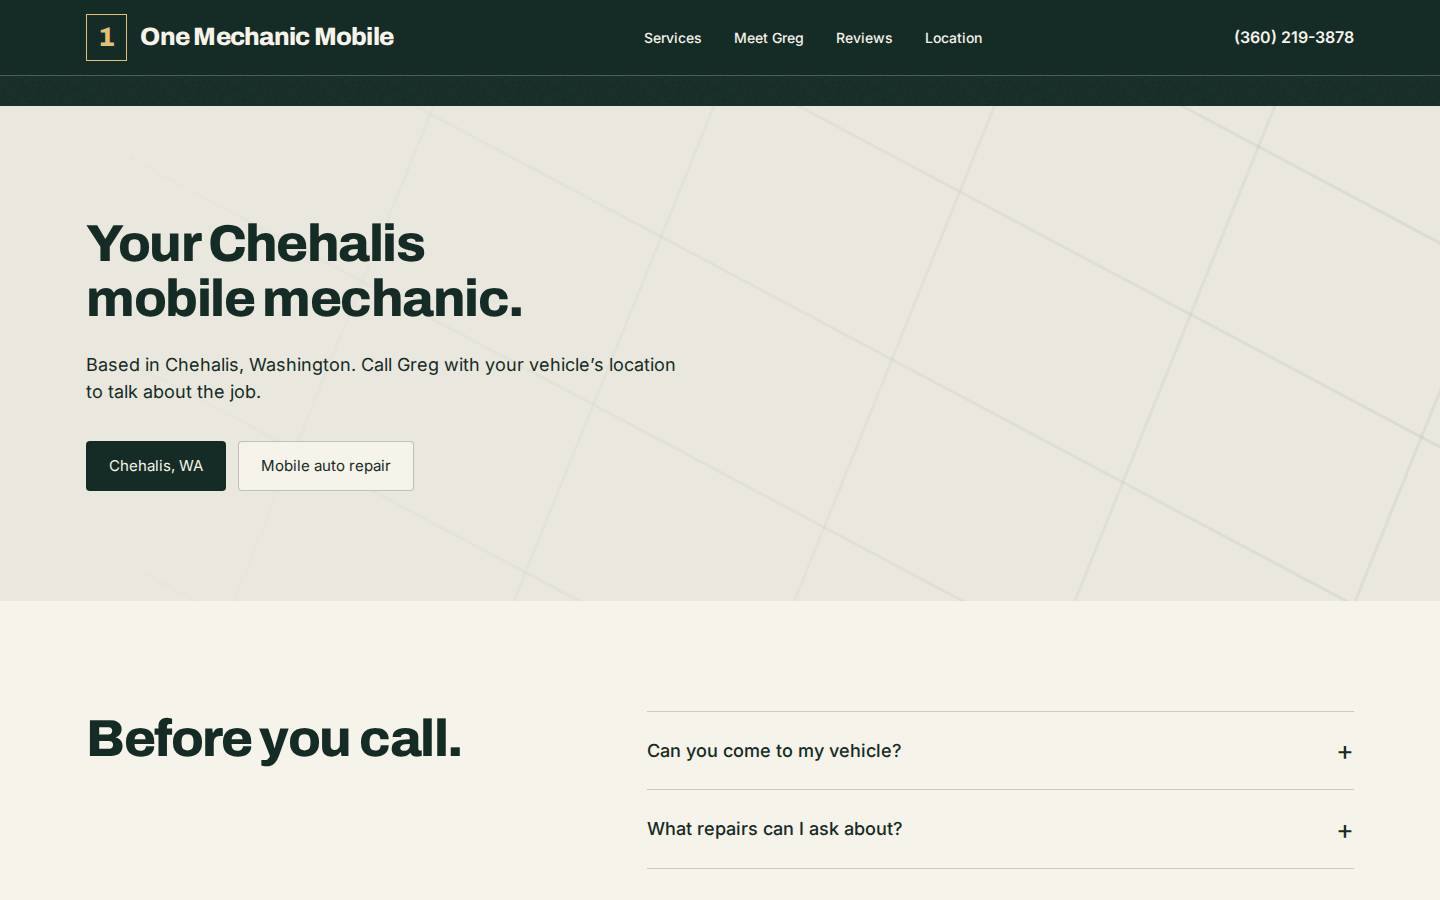 1 One Mechanic Mobile
Services Meet Greg Reviews Location
(360) 219-3878
Your Chehalis
mobile mechanic.
Based in Chehalis, Washington. Call Greg with your vehicle’s location
to talk about the job.
Chehalis, WA
Mobile auto repair
Before you call.
Can you come to my vehicle? +
What repairs can I ask about? +